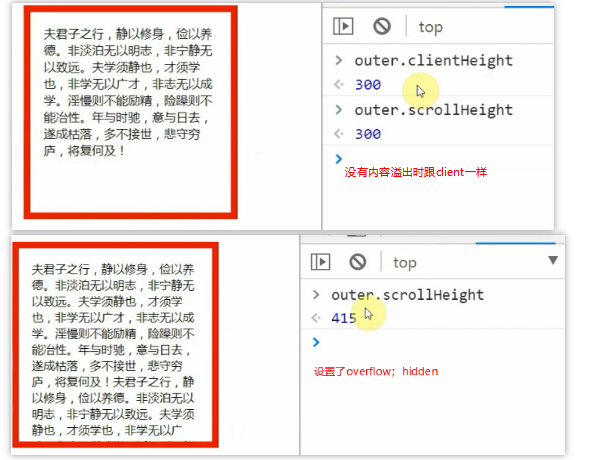 夫君子之行，静以修身，俭以养
德。非淡泊无以明志，非宁静无
以致远。夫学须静也，才须学
也，非学无以广才，非志无以成
学。淫慢则不能励精，险躁则不
能冶性。年与时驰，意与日去，
遂成枯落，多不接世，悲守穷
庐，将复何及！
top
> outer.clientHeight
300
> outer.scrollHeight
300
>
没有内容溢出时跟client一样
夫君子之行，静以修身，俭以养
德。非淡泊无以明志，非宁静无
以致远。夫学须静也，才须学
也，非学无以广才，非志无以成
学。淫慢则不能励精，险躁则不
能冶性。年与时驰，意与日去，
遂成枯落，多不接世，悲守穷
庐，将复何及！夫君子之行，静
以修身，俭以养德。非淡泊无以
明志，非宁静无以致远。夫学须
静也，才须学也，非学无以广
top
> outer.scrollHeight
415
>
设置了overflow；hidden